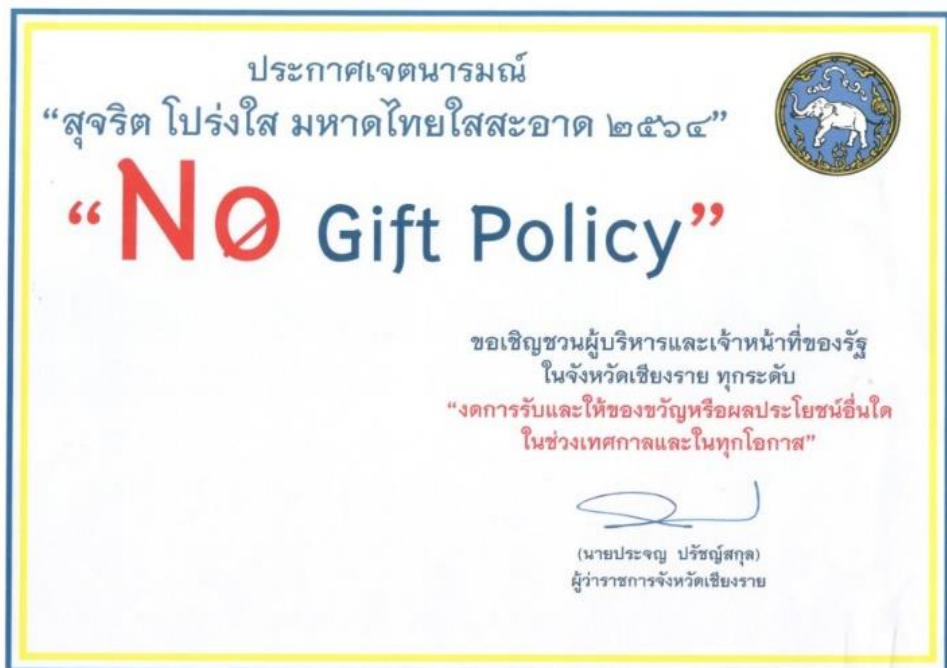 ประกาศเจตนารมณ์
“สุจริต โปร่งใส มหาดไทยใสสะอาด ๒๕๖๔”
“No Gift Policy”
ขอเชิญชวนผู้บริหารและเจ้าหน้าที่ของรัฐ
ในจังหวัดเชียงราย ทุกระดับ
“งดการรับและให้ของขวัญหรือผลประโยชน์อื่นใด
ในช่วงเทศกาลและในทุกโอกาส”
(นายประจญ ปรัชญ์สกุล)
ผู้ว่าราชการจังหวัดเชียงราย